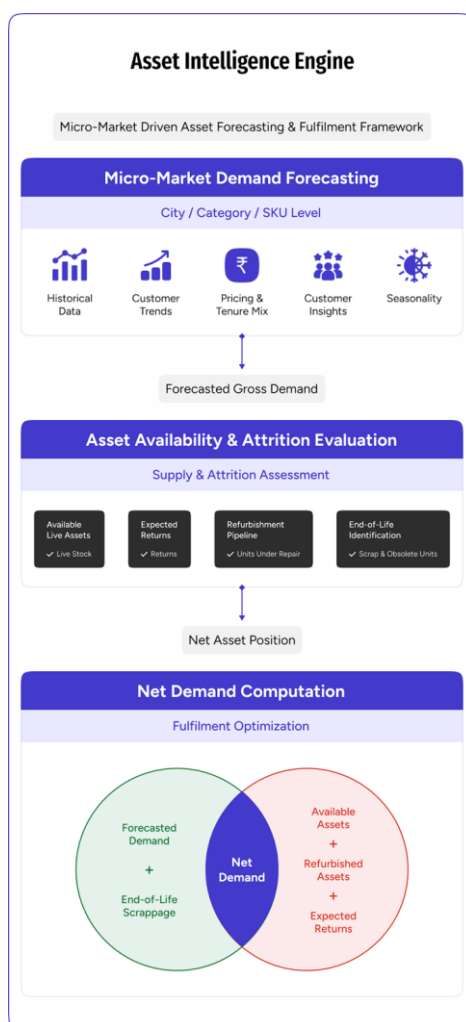 Asset Intelligence Engine
Micro-Market Driven Asset Forecasting & Fulfilment Framework
Micro-Market Demand Forecasting
City / Category / SKU Level
₹
Historical
Data
Customer
Trends
Pricing &
Tenure Mix
Customer
Insights
Seasonality
Forecasted Gross Demand
Asset Availability & Attrition Evaluation
Supply & Attrition Assessment
Available
Live Assets
✓ Live Stock
Expected
Returns
✓ Returns
Refurbishment
Pipeline
✓ Units Under Repair
End-of-Life
Identification
✓ Scrap & Obsolete Units
Net Asset Position
Net Demand Computation
Fulfilment Optimization
Forecasted
Demand
+
End-of-Life
Scrappage
Net
Demand
Available
Assets
+
Refurbished
Assets
+
Expected
Returns